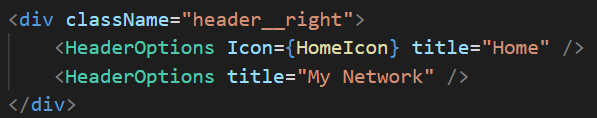 <div className="header__right">
    <HeaderOptions Icon={HomeIcon} title="Home" />
    <HeaderOptions title="My Network" />
</div>